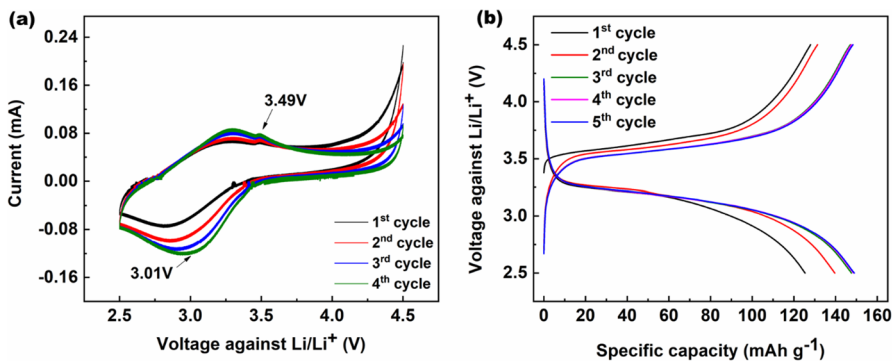 (a)
0.24
0.16
0.08
0.00
-0.08
-0.16
Current (mA)
3.49V
3.01V
1st cycle
2nd cycle
3rd cycle
4th cycle
2.5 3.0 3.5 4.0 4.5
Voltage against Li/Li+ (V)
(b)
1st cycle
2nd cycle
3rd cycle
4th cycle
5th cycle
4.5
4.0
3.5
3.0
2.5
Voltage against Li/Li+ (V)
0 20 40 60 80 100 120 140 160
Specific capacity (mAh g-1)